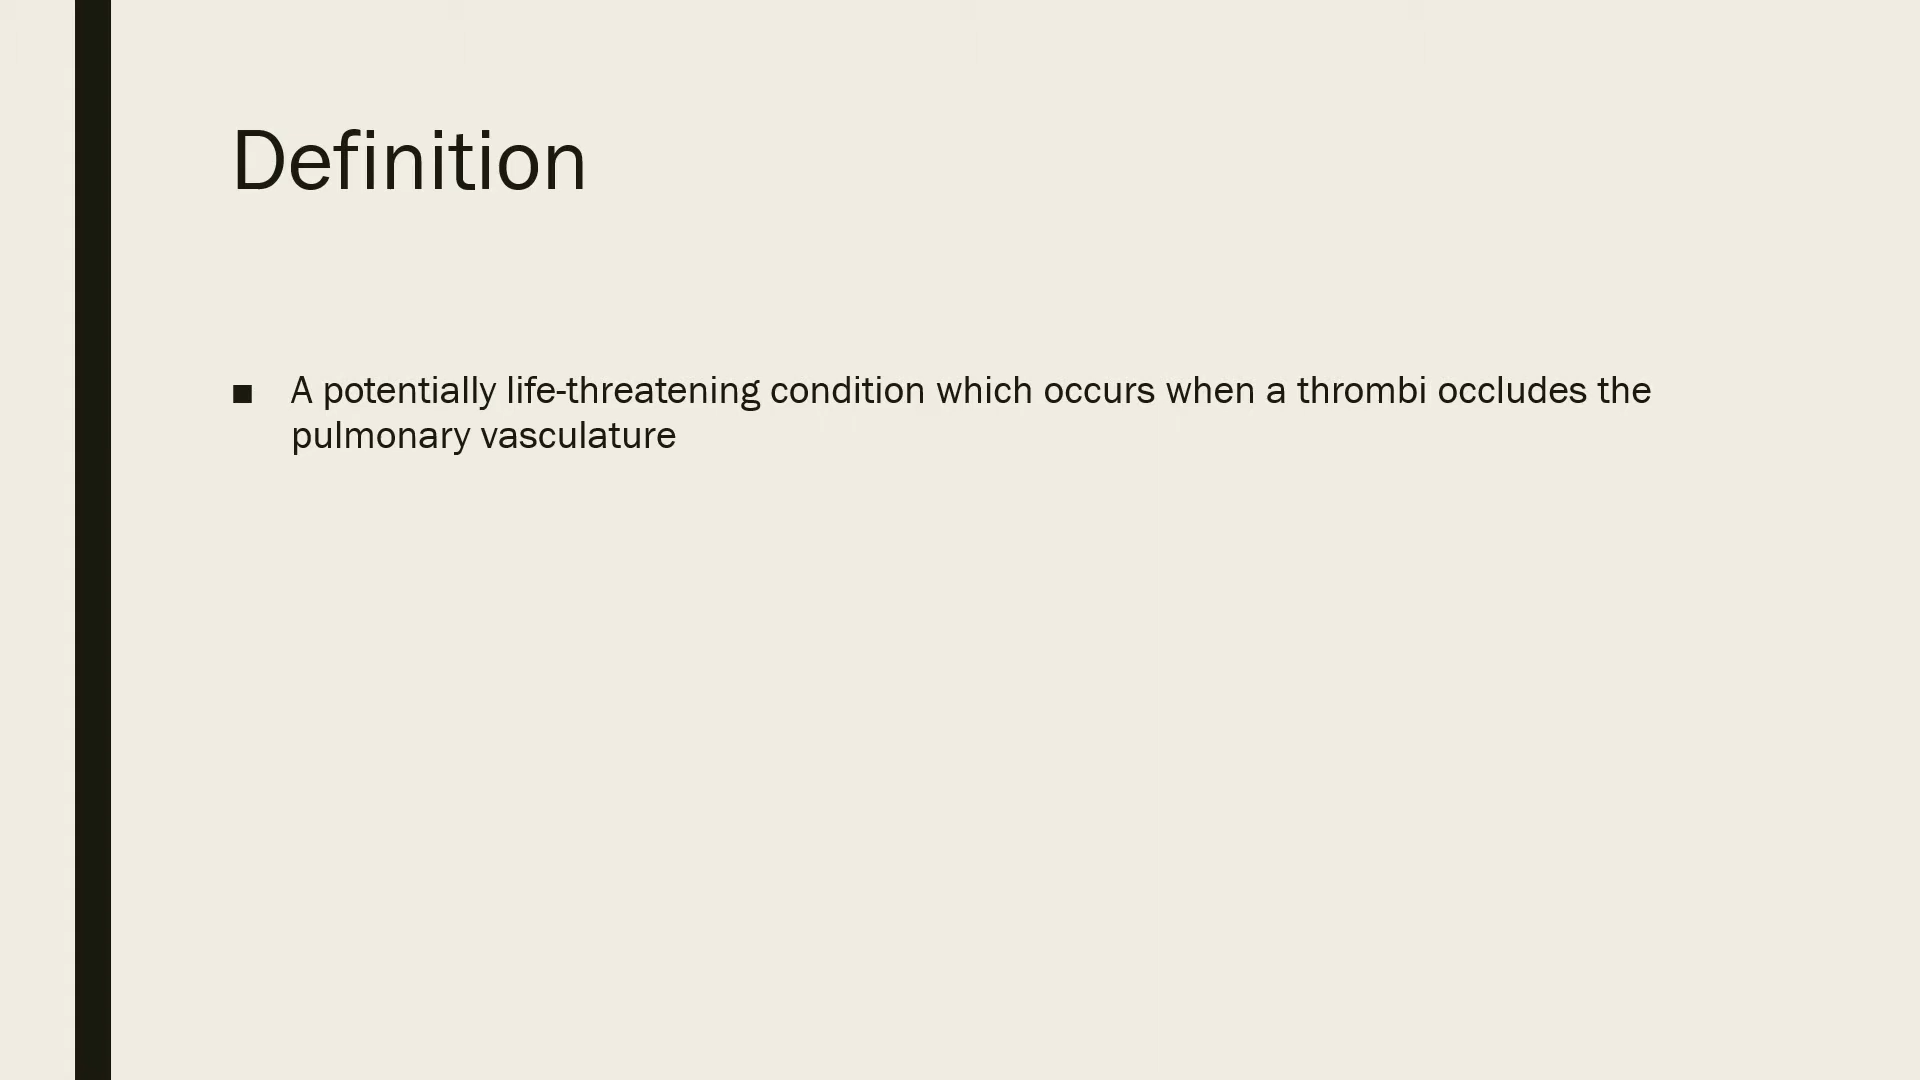 Definition
■ A potentially life-threatening condition which occurs when a thrombi occludes the
pulmonary vasculature